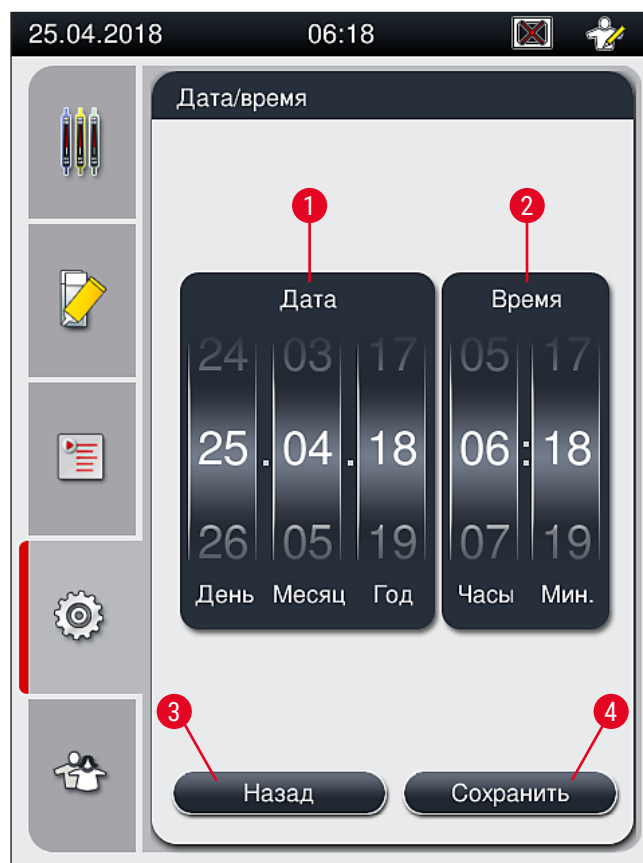 25.04.2018 06:18
Дата/время
1 2
Дата Время
24 03 17 05 17
25 . 04 . 18 06 : 18
26 05 19 07 19
День Месяц Год Часы Мин.
3 4
Назад Сохранить